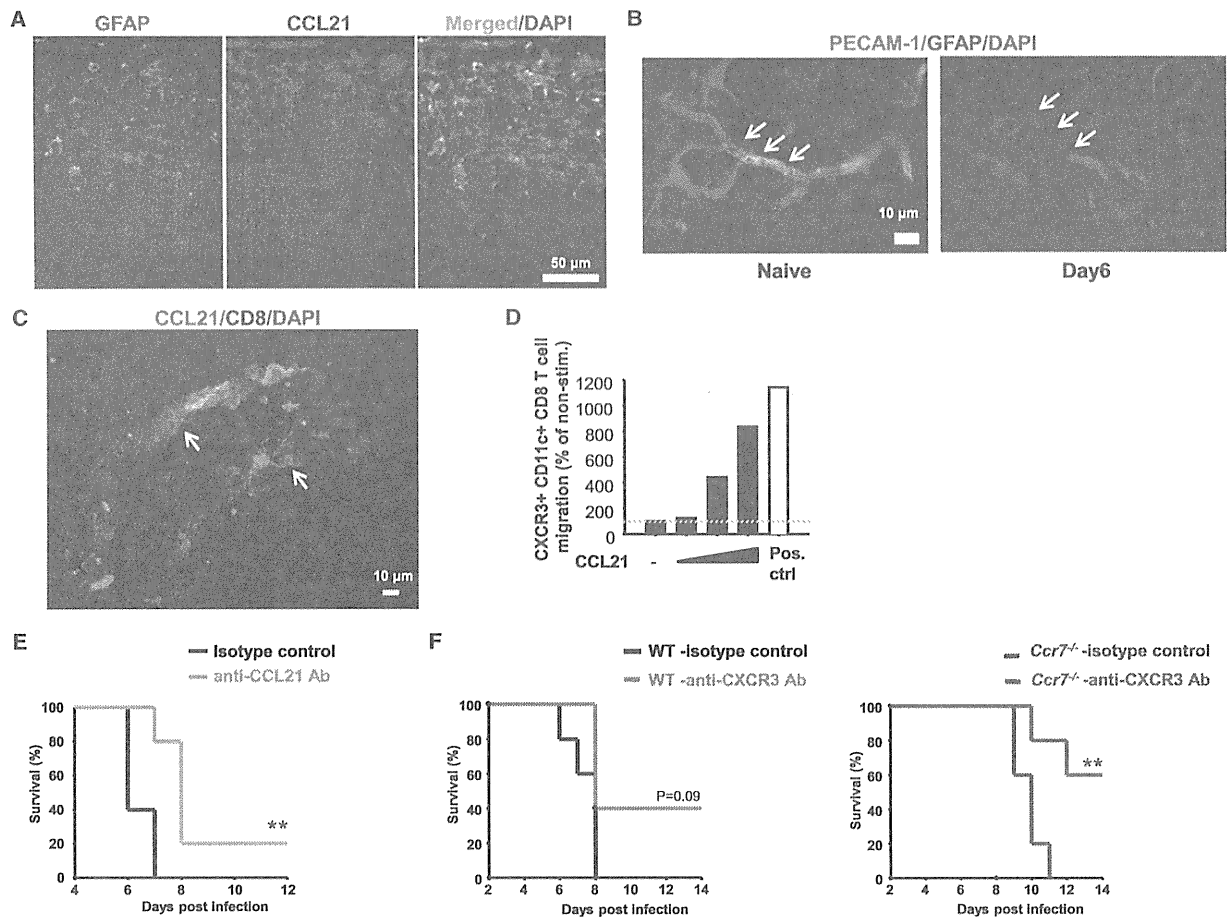 A
GFAP
CCL21
Merged/DAPI
50 µm
B
PECAM-1/GFAP/DAPI
10 µm
Naive
Day6
C
CCL21/CD8/DAPI
10 µm
D
CXCR3+ CD11c+ CD8 T cell
migration (% of non-stim.)
1200
1000
800
600
400
200
0
CCL21
-
Pos.
ctrl
E
Isotype control
anti-CCL21 Ab
Survival (%)
100
80
60
40
20
0
**
4 6 8 10 12
Days post infection
F
WT -isotype control
WT -anti-CXCR3 Ab
Survival (%)
100
80
60
40
20
0
P=0.09
2 4 6 8 10 12 14
Days post infection
Ccr7-/- -isotype control
Ccr7-/- -anti-CXCR3 Ab
Survival (%)
100
80
60
40
20
0
**
2 4 6 8 10 12 14
Days post infection